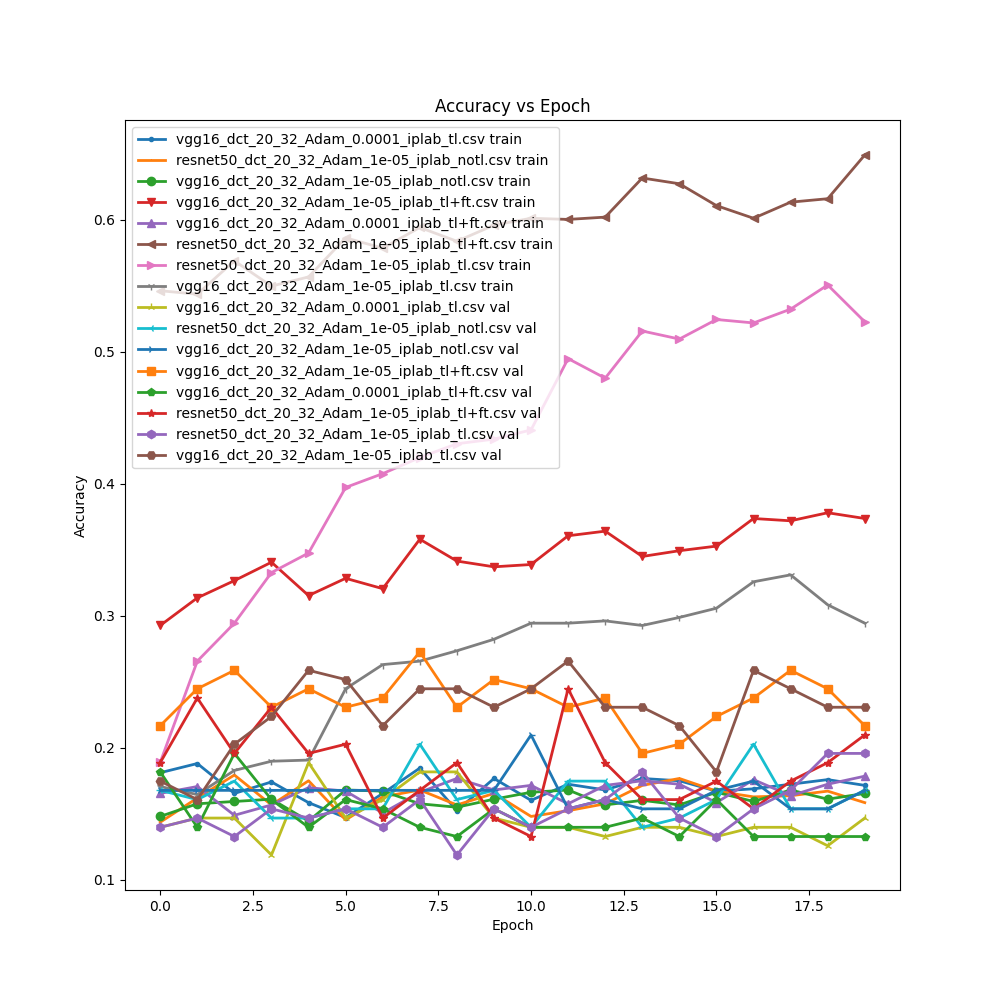 Accuracy vs Epoch
vgg16_dct_20_32_Adam_0.0001_iplab_tl.csv train
resnet50_dct_20_32_Adam_1e-05_iplab_notl.csv train
vgg16_dct_20_32_Adam_1e-05_iplab_notl.csv train
vgg16_dct_20_32_Adam_1e-05_iplab_tl+ft.csv train
vgg16_dct_20_32_Adam_0.0001_iplab_tl+ft.csv train
resnet50_dct_20_32_Adam_1e-05_iplab_tl+ft.csv train
resnet50_dct_20_32_Adam_1e-05_iplab_tl.csv train
vgg16_dct_20_32_Adam_1e-05_iplab_tl.csv train
vgg16_dct_20_32_Adam_0.0001_iplab_tl.csv val
resnet50_dct_20_32_Adam_1e-05_iplab_notl.csv val
vgg16_dct_20_32_Adam_1e-05_iplab_notl.csv val
vgg16_dct_20_32_Adam_1e-05_iplab_tl+ft.csv val
vgg16_dct_20_32_Adam_0.0001_iplab_tl+ft.csv val
resnet50_dct_20_32_Adam_1e-05_iplab_tl+ft.csv val
resnet50_dct_20_32_Adam_1e-05_iplab_tl.csv val
vgg16_dct_20_32_Adam_1e-05_iplab_tl.csv val
Accuracy
0.6
0.5
0.4
0.3
0.2
0.1
0.0 2.5 5.0 7.5 10.0 12.5 15.0 17.5
Epoch